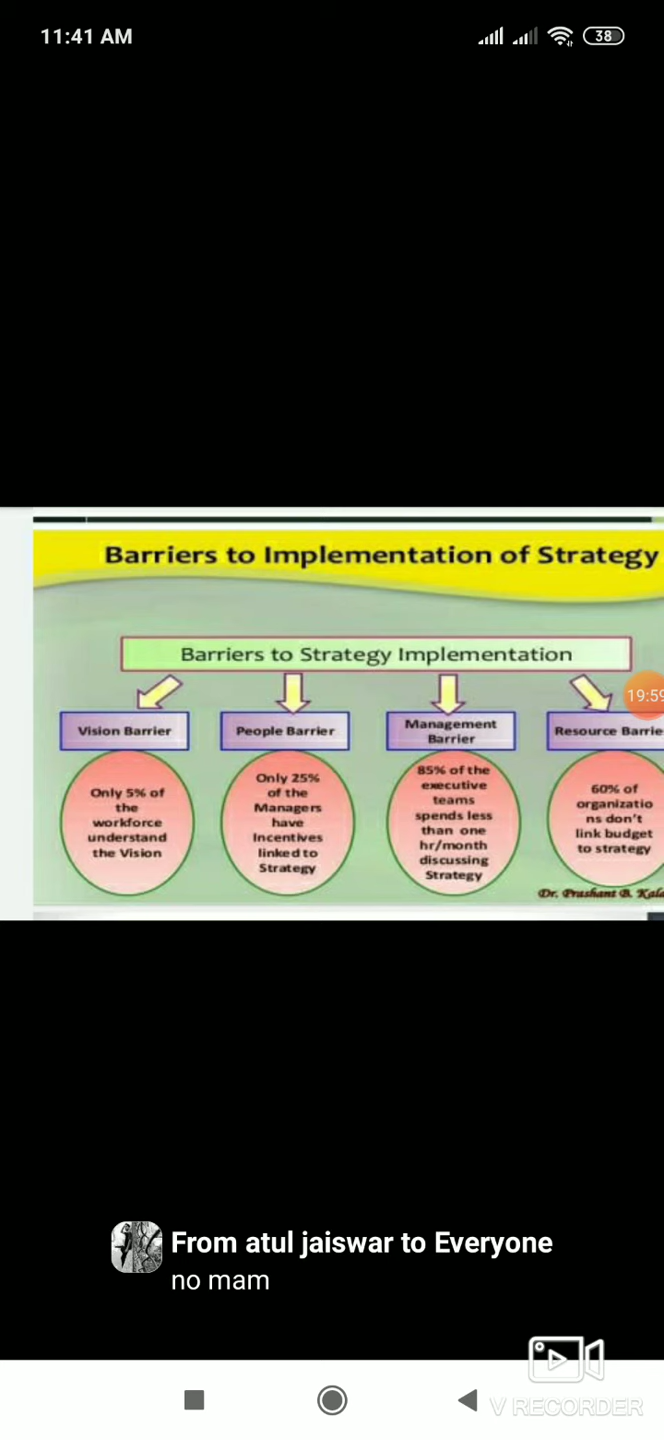 11:41 AM
38
Barriers to Implementation of Strategy
Barriers to Strategy Implementation
19:59
Vision Barrier
People Barrier
Management
Barrier
Resource Barrie
Only 5% of
the
workforce
understand
the Vision
Only 25%
of the
Managers
have
Incentives
linked to
Strategy
85% of the
executive
teams
spends less
than one
hr/month
discussing
Strategy
60% of
organizatio
ns don't
link budget
to strategy
Dr. Prashant B. Kala
From atul jaiswar to Everyone
no mam
V RECORDER